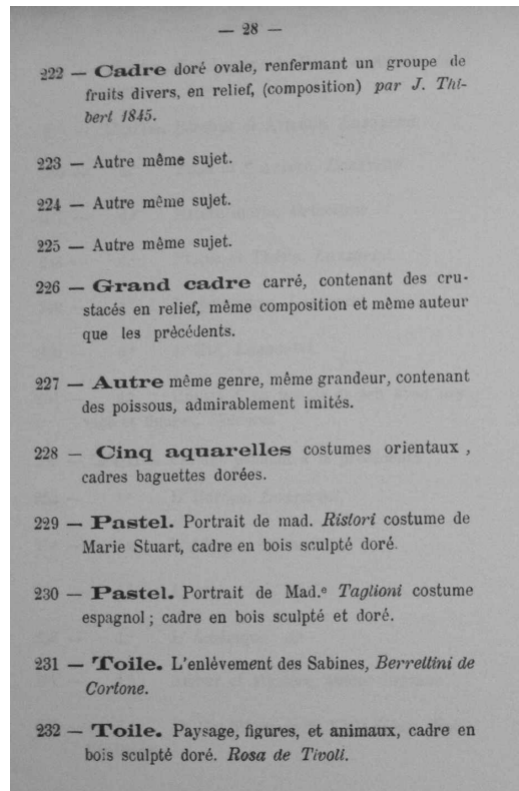 — 28 —
222 — Cadre doré ovale, renfermant un groupe de
fruits divers, en relief, (composition) par J. Thi-
bert 1845.
223 — Autre même sujet.
224 — Autre même sujet.
225 — Autre même sujet.
226 — Grand cadre carré, contenant des cru-
stacés en relief, même composition et même auteur
que les précédents.
227 — Autre même genre, même grandeur, contenant
des poissous, admirablement imités.
228 — Cinq aquarelles costumes orientaux ,
cadres baguettes dorées.
229 — Pastel. Portrait de mad. Ristori costume de
Marie Stuart, cadre en bois sculpté doré.
230 — Pastel. Portrait de Mad.e Taglioni costume
espagnol ; cadre en bois sculpté et doré.
231 — Toile. L'enlévement des Sabines, Berrettini de
Cortone.
232 — Toile. Paysage, figures, et animaux, cadre en
bois sculpté doré. Rosa de Tivoli.